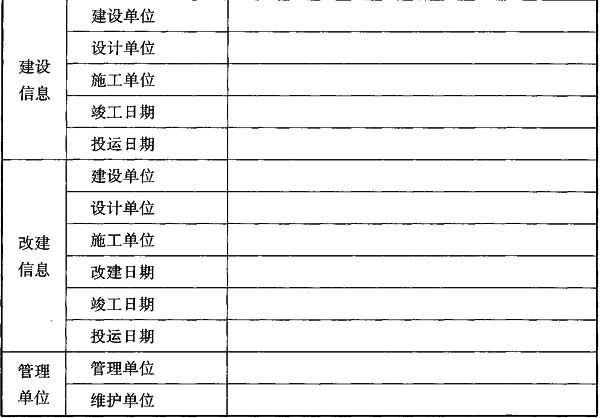 建设
信息
建设单位
设计单位
施工单位
竣工日期
投运日期
改建
信息
建设单位
设计单位
施工单位
改建日期
竣工日期
投运日期
管理
单位
管理单位
维护单位